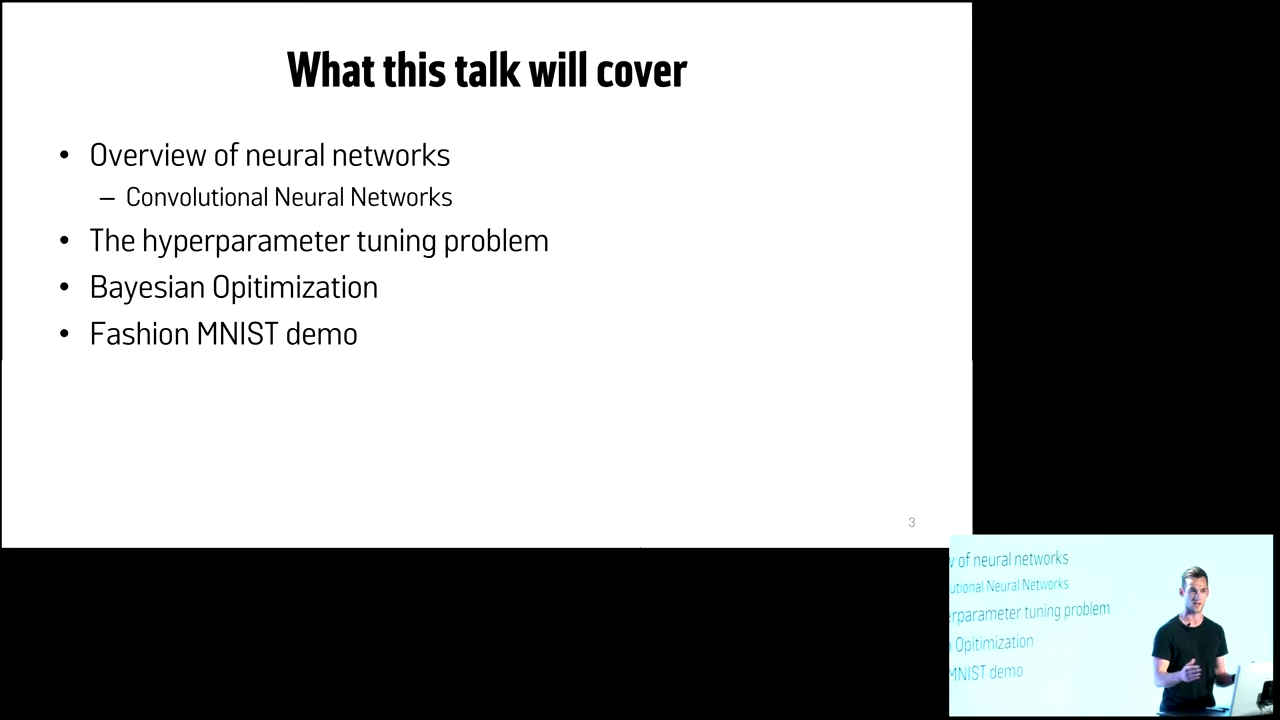 What this talk will cover
• Overview of neural networks
– Convolutional Neural Networks
• The hyperparameter tuning problem
• Bayesian Opitimization
• Fashion MNIST demo
3
of neural networks
utional Neural Networks
erparameter tuning problem
Opitimization
MNIST demo